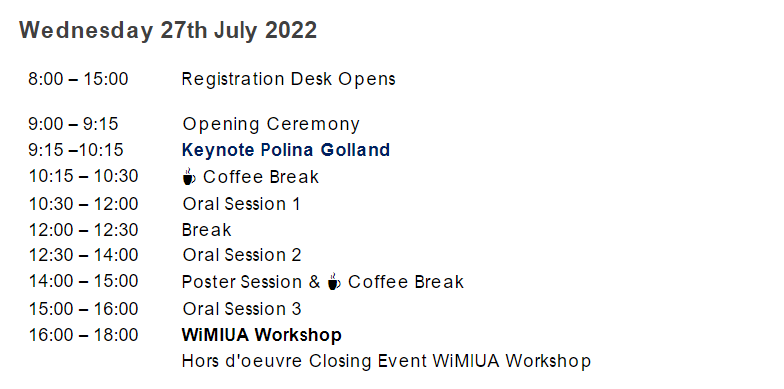 Wednesday 27th July 2022
8:00 – 15:00 Registration Desk Opens
9:00 – 9:15 Opening Ceremony
9:15 –10:15 Keynote Polina Golland
10:15 – 10:30 ☕ Coffee Break
10:30 – 12:00 Oral Session 1
12:00 – 12:30 Break
12:30 – 14:00 Oral Session 2
14:00 – 15:00 Poster Session & ☕ Coffee Break
15:00 – 16:00 Oral Session 3
16:00 – 18:00 WiMIUA Workshop
Hors d'oeuvre Closing Event WiMIUA Workshop